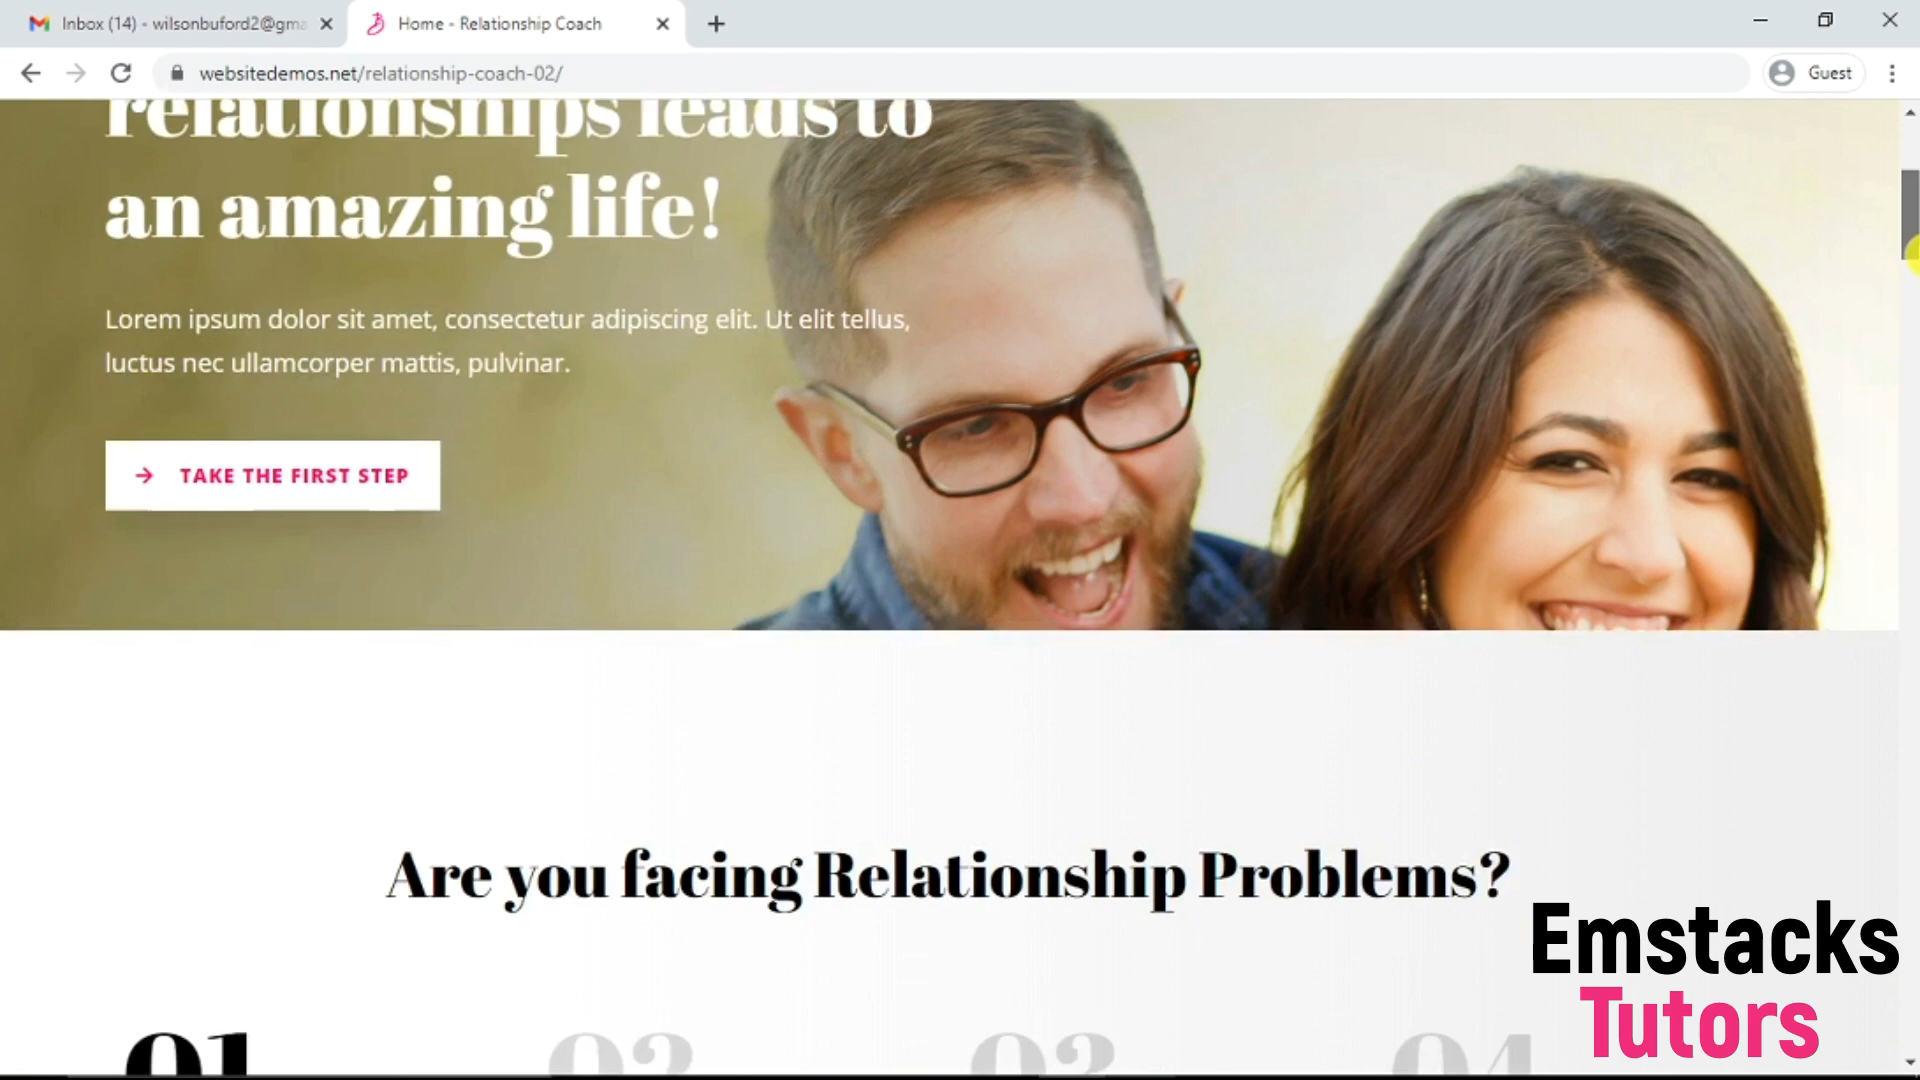 Inbox (14) - wilsonbuford2@gma
Home - Relationship Coach
websitedemos.net/relationship-coach-02/
Guest
relationships leads to
an amazing life!
Lorem ipsum dolor sit amet, consectetur adipiscing elit. Ut elit tellus,
luctus nec ullamcorper mattis, pulvinar.
TAKE THE FIRST STEP
Are you facing Relationship Problems?
01 02 03 04
Emstacks
Tutors